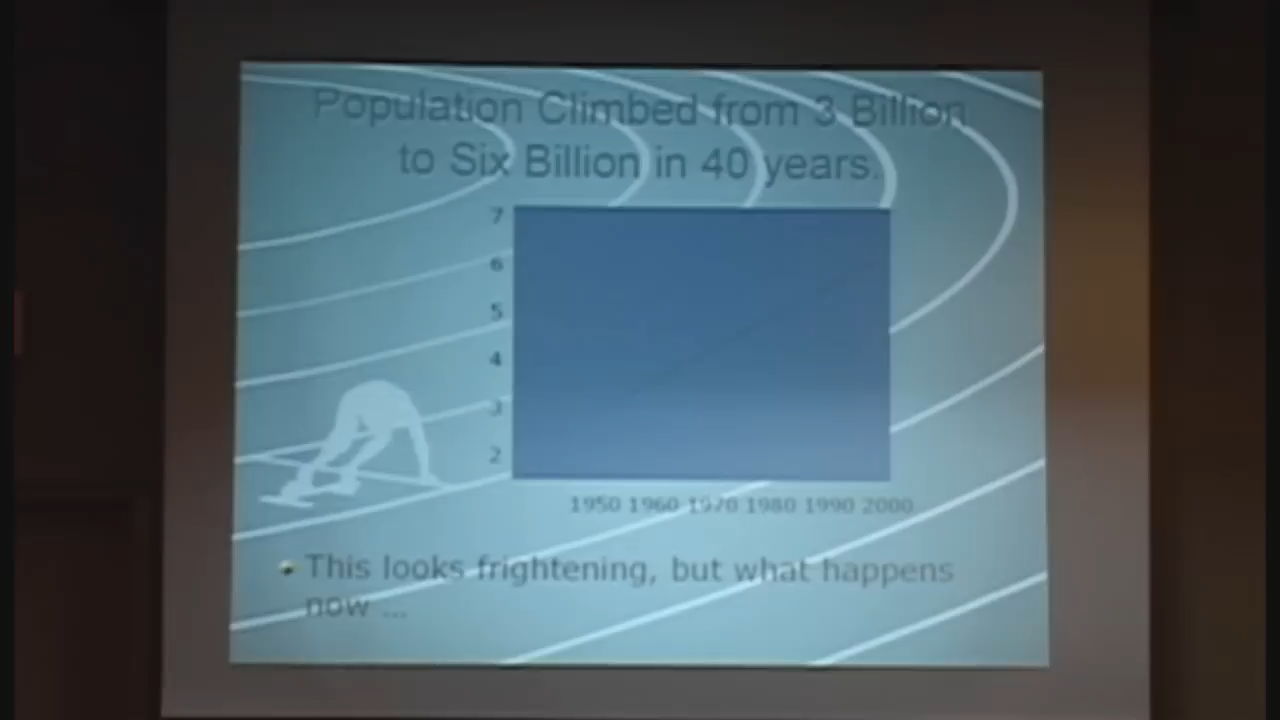 Population Climbed from 3 Billion
to Six Billion in 40 years.
7
6
5
4
3
2
1950 1960 1970 1980 1990 2000
This looks frightening, but what happens
now ...